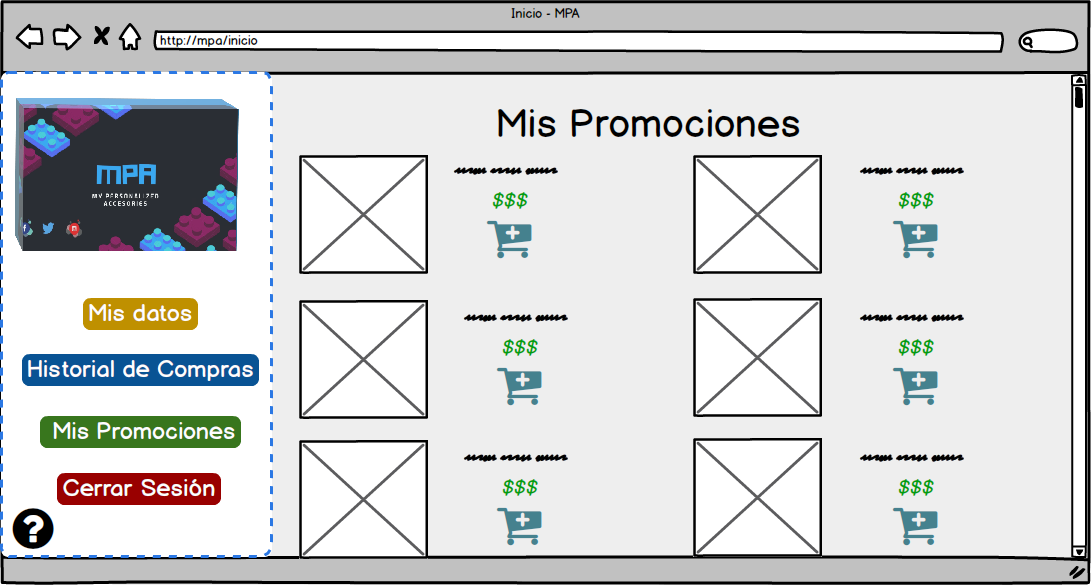 Inicio - MPA
http://mpa/inicio
MPA
MY PERSONALIZED
ACCESORIES
Mis datos
Historial de Compras
Mis Promociones
Cerrar Sesión
?
Mis Promociones
$$$
$$$
$$$
$$$
$$$
$$$